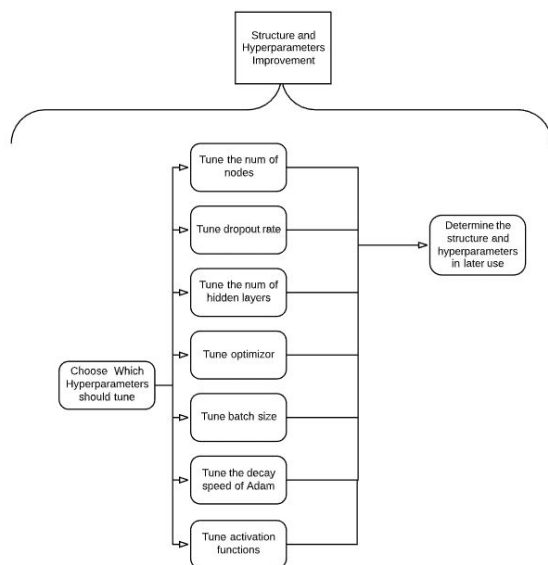 Structure and
Hyperparameters
Improvement
Tune the num of
nodes
Tune dropout rate
Tune the num of
hidden layers
Tune optimizor
Tune batch size
Tune the decay
speed of Adam
Tune activation
functions
Choose Which
Hyperparameters
should tune
Determine the
structure and
hyperparameters
in later use